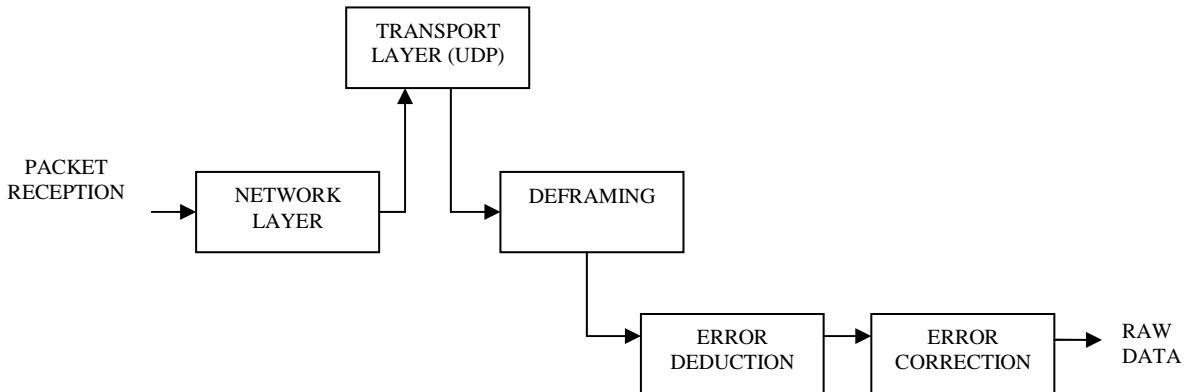 TRANSPORT
LAYER (UDP)
PACKET
RECEPTION
NETWORK
LAYER
DEFRAMING
ERROR
DEDUCTION
ERROR
CORRECTION
RAW
DATA